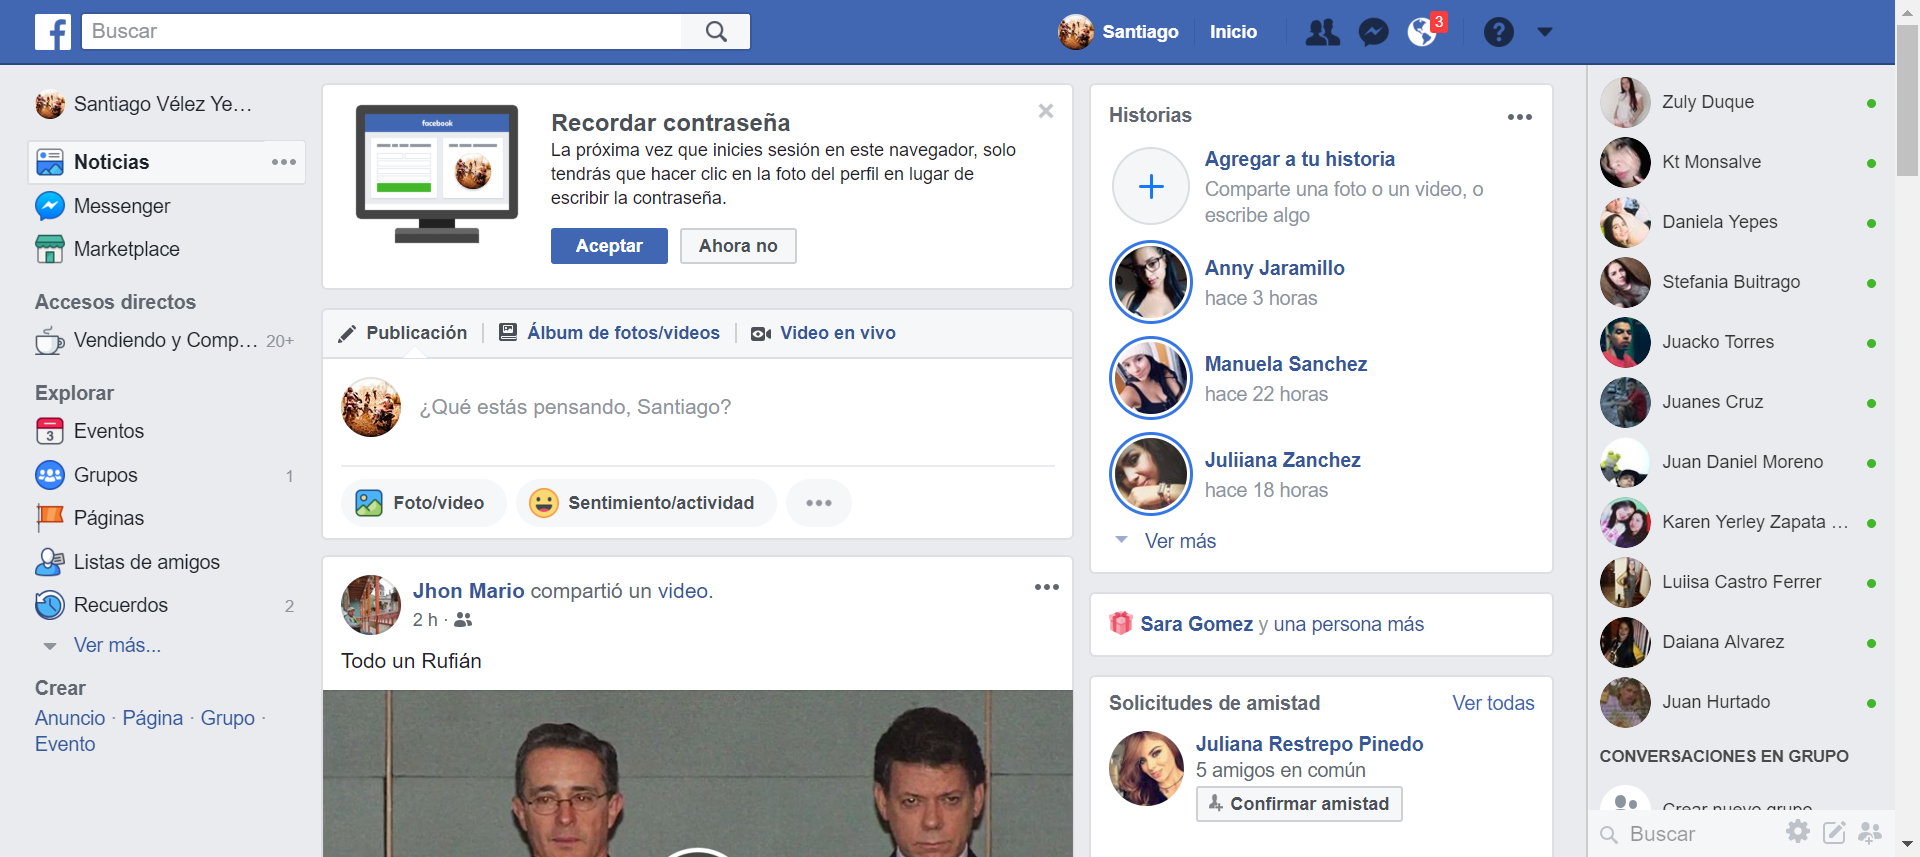 Buscar
Santiago
Inicio
3
Santiago Vélez Ye...
Noticias
Messenger
Marketplace
Accesos directos
Vendiendo y Comp... 20+
Explorar
3
Eventos
Grupos 1
Páginas
Listas de amigos
Recuerdos 2
Ver más...
Crear
Anuncio · Página · Grupo ·
Evento
facebook
Recordar contraseña
La próxima vez que inicies sesión en este navegador, solo
tendrás que hacer clic en la foto del perfil en lugar de
escribir la contraseña.
Aceptar
Ahora no
Publicación
Álbum de fotos/videos
Video en vivo
¿Qué estás pensando, Santiago?
Foto/video
Sentimiento/actividad
Jhon Mario compartió un video.
2 h ·
Todo un Rufián
Historias
Agregar a tu historia
Comparte una foto o un video, o
escribe algo
Anny Jaramillo
hace 3 horas
Manuela Sanchez
hace 22 horas
Juliiana Zanchez
hace 18 horas
Ver más
Sara Gomez y una persona más
Solicitudes de amistad Ver todas
Juliana Restrepo Pinedo
5 amigos en común
Confirmar amistad
Zuly Duque
Kt Monsalve
Daniela Yepes
Stefania Buitrago
Juacko Torres
Juanes Cruz
Juan Daniel Moreno
Karen Yerley Zapata ...
Luiisa Castro Ferrer
Daiana Alvarez
Juan Hurtado
CONVERSACIONES EN GRUPO
Crear nuevo grupo
Buscar